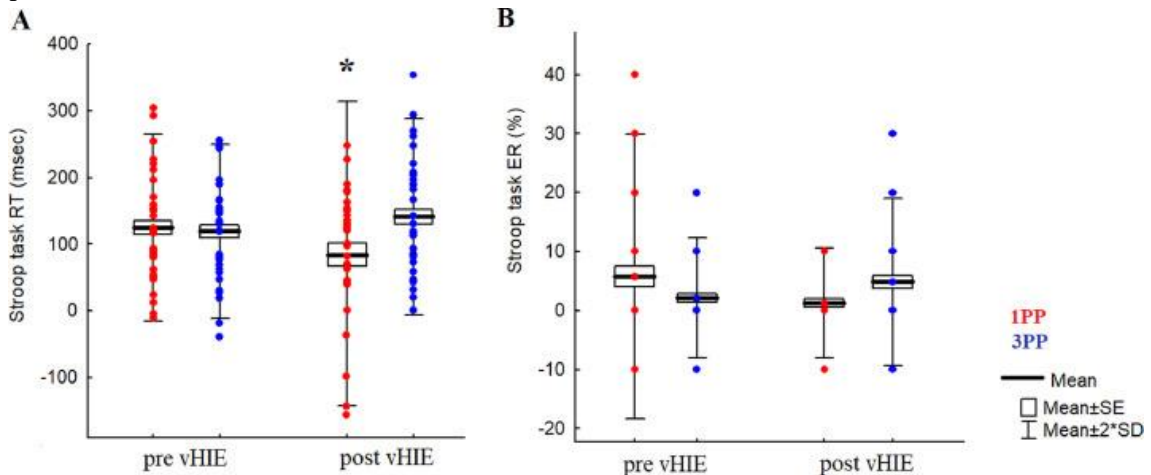 A
Stroop task RT (msec)
400
300
200
100
0
-100
*
pre vHIE
post vHIE
B
Stroop task ER (%)
40
30
20
10
0
-10
-20
pre vHIE
post vHIE
1PP
3PP
Mean
Mean±SE
Mean±2*SD